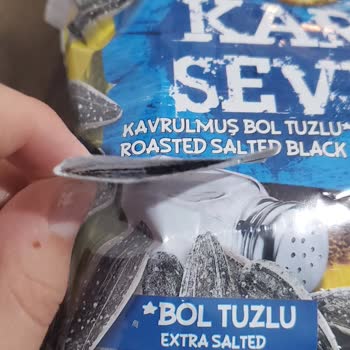 SEV
KAVRULMUŞ BOL TUZLU*
ROASTED SALTED BLACK
*BOL TUZLU
EXTRA SALTED